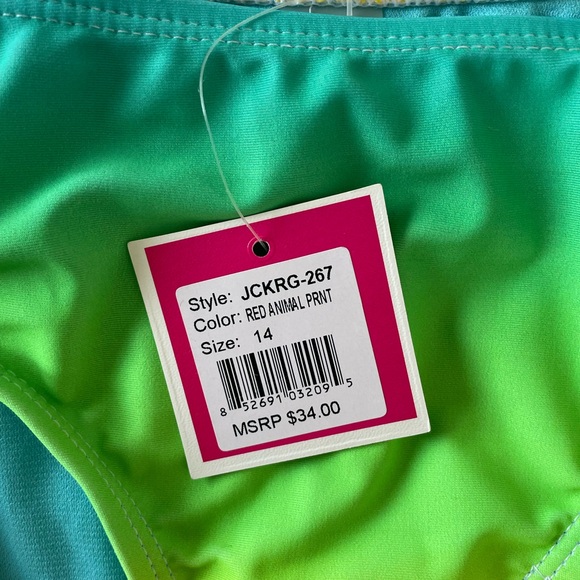 Style: JCKRG-267
Color: RED ANIMAL PRNT
Size: 14
8 52691 03209 5
MSRP $34.00